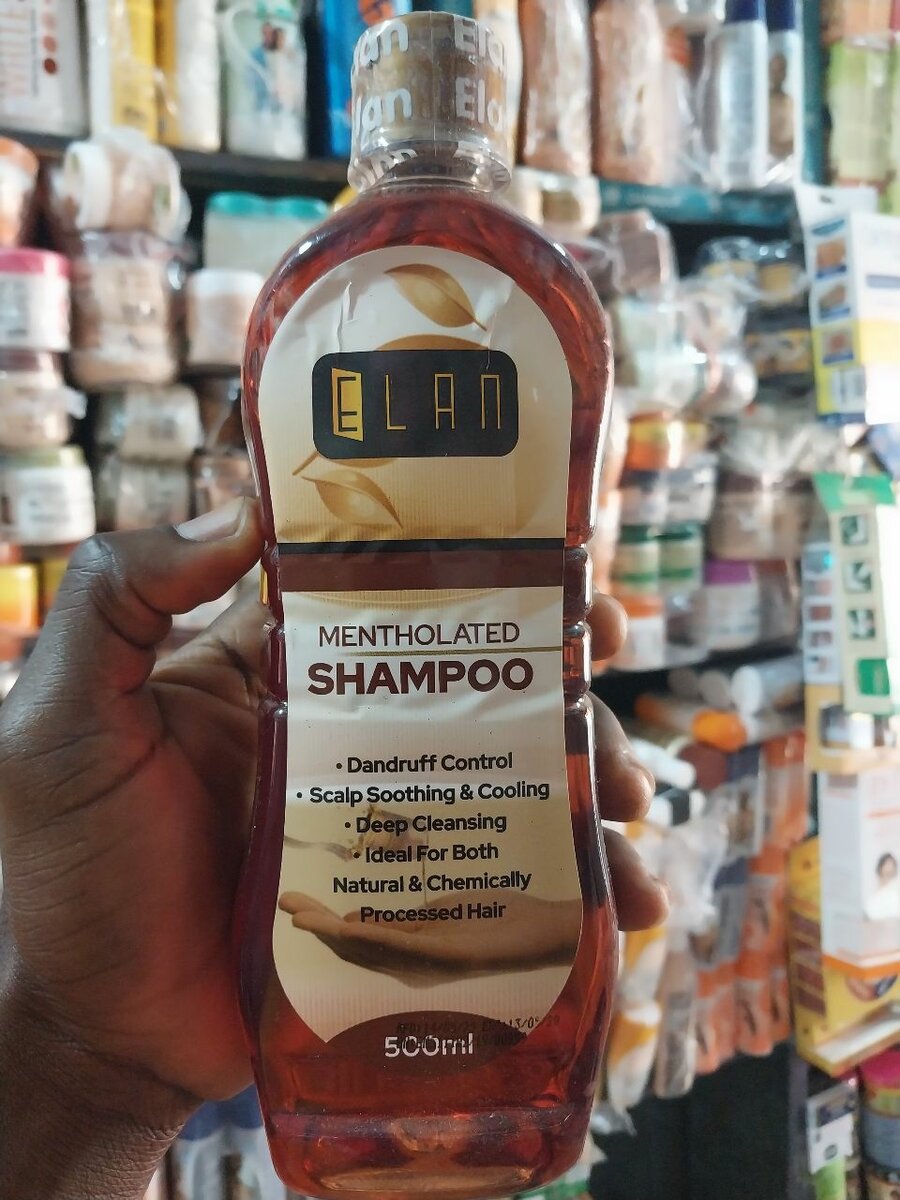 Elan
ELAN
MENTHOLATED
SHAMPOO
• Dandruff Control
• Scalp Soothing & Cooling
• Deep Cleansing
• Ideal For Both
Natural & Chemically
Processed Hair
500ml